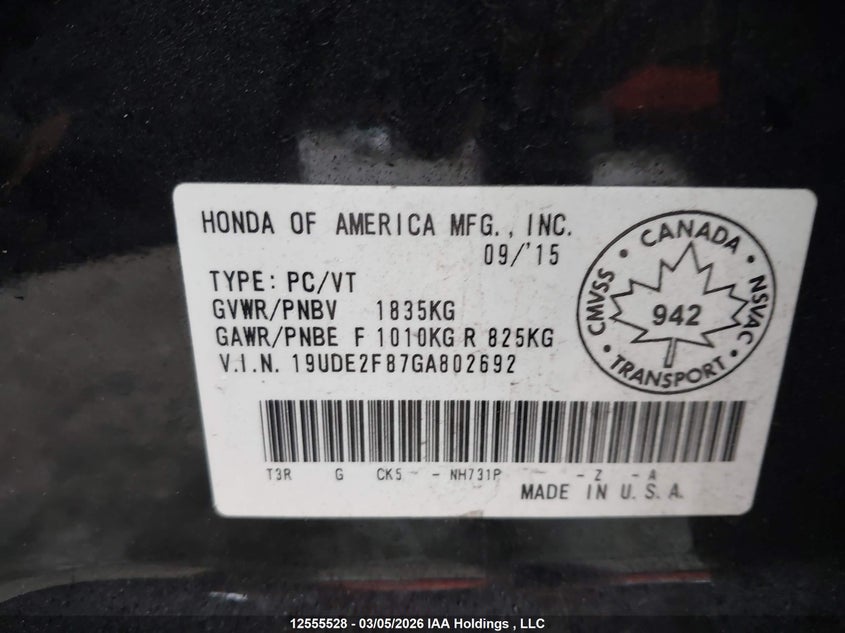 HONDA OF AMERICA MFG., INC.
09/'15
TYPE: PC/VT
GVWR/PNBV 1835KG
GAWR/PNBE F 1010KG R 825KG
V.I.N. 19UDE2F87GA802692
CANADA
CMVSS
NSVAC
942
TRANSPORT
T3R G CK5 - NH731P - Z - A
MADE IN U.S.A.
12555528 - 03/05/2026 IAA Holdings , LLC